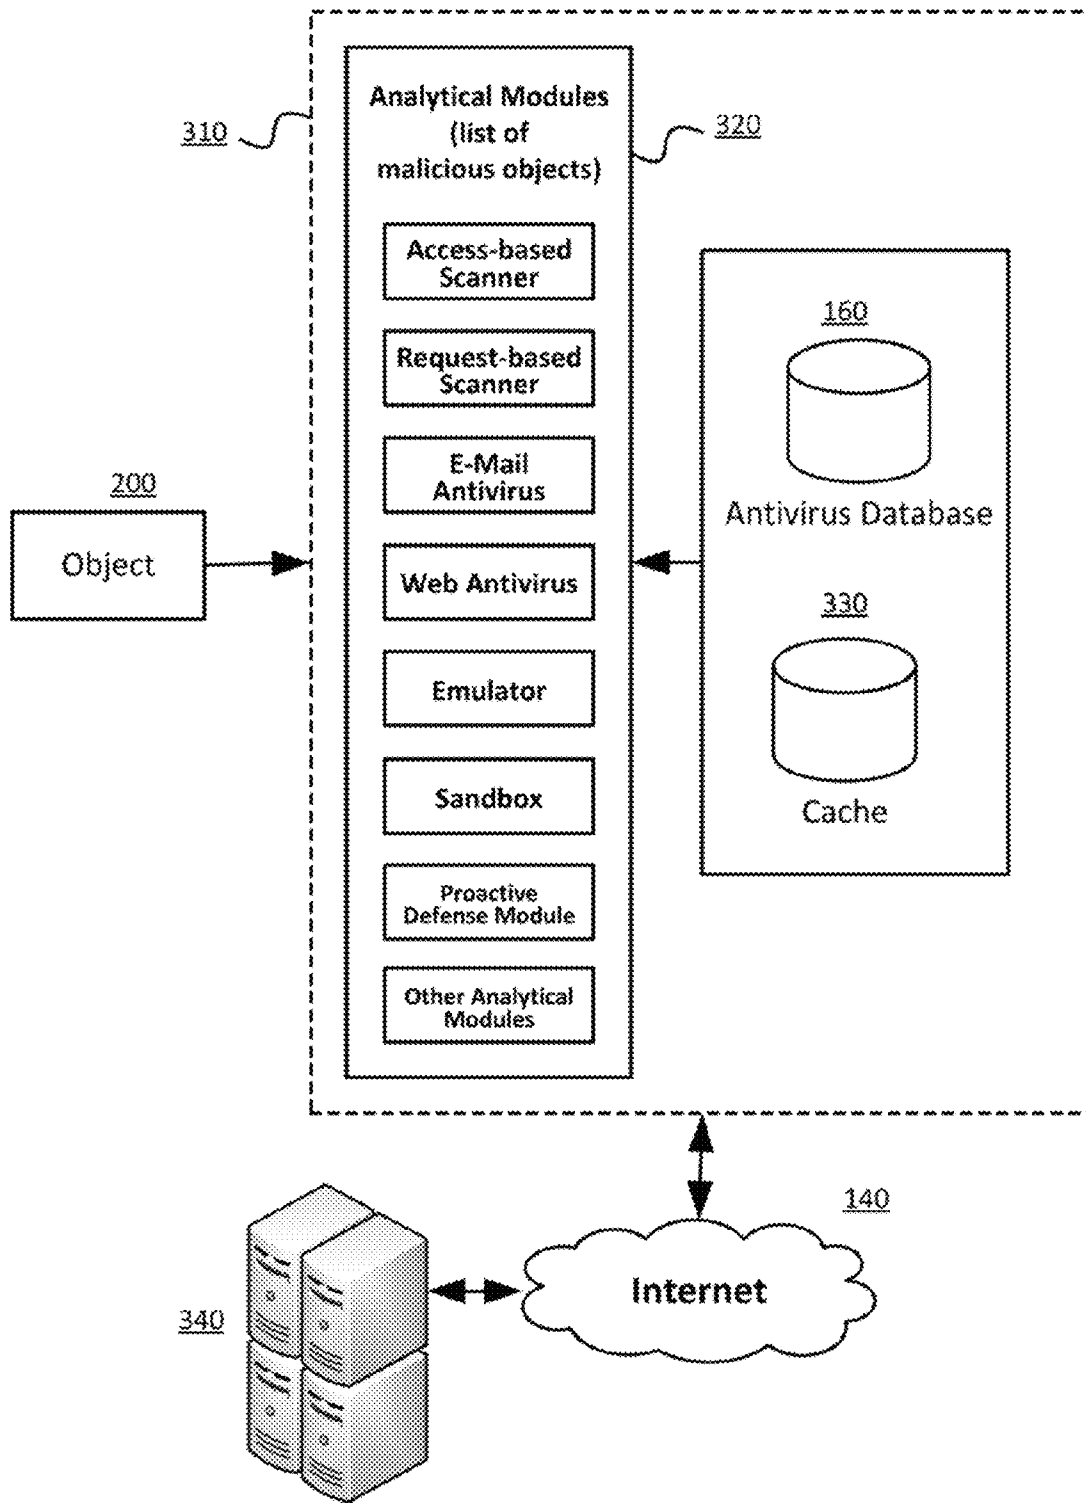 310
Analytical Modules
(list of
malicious objects)
320
Access-based
Scanner
Request-based
Scanner
E-Mail
Antivirus
Web Antivirus
Emulator
Sandbox
Proactive
Defense Module
Other Analytical
Modules
200
Object
160
Antivirus Database
330
Cache
140
Internet
340